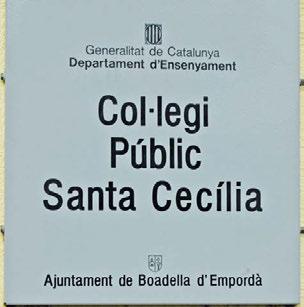 Generalitat de Catalunya
Departament d'Ensenyament
Col·legi
Públic
Santa Cecília
Ajuntament de Boadella d'Empordà